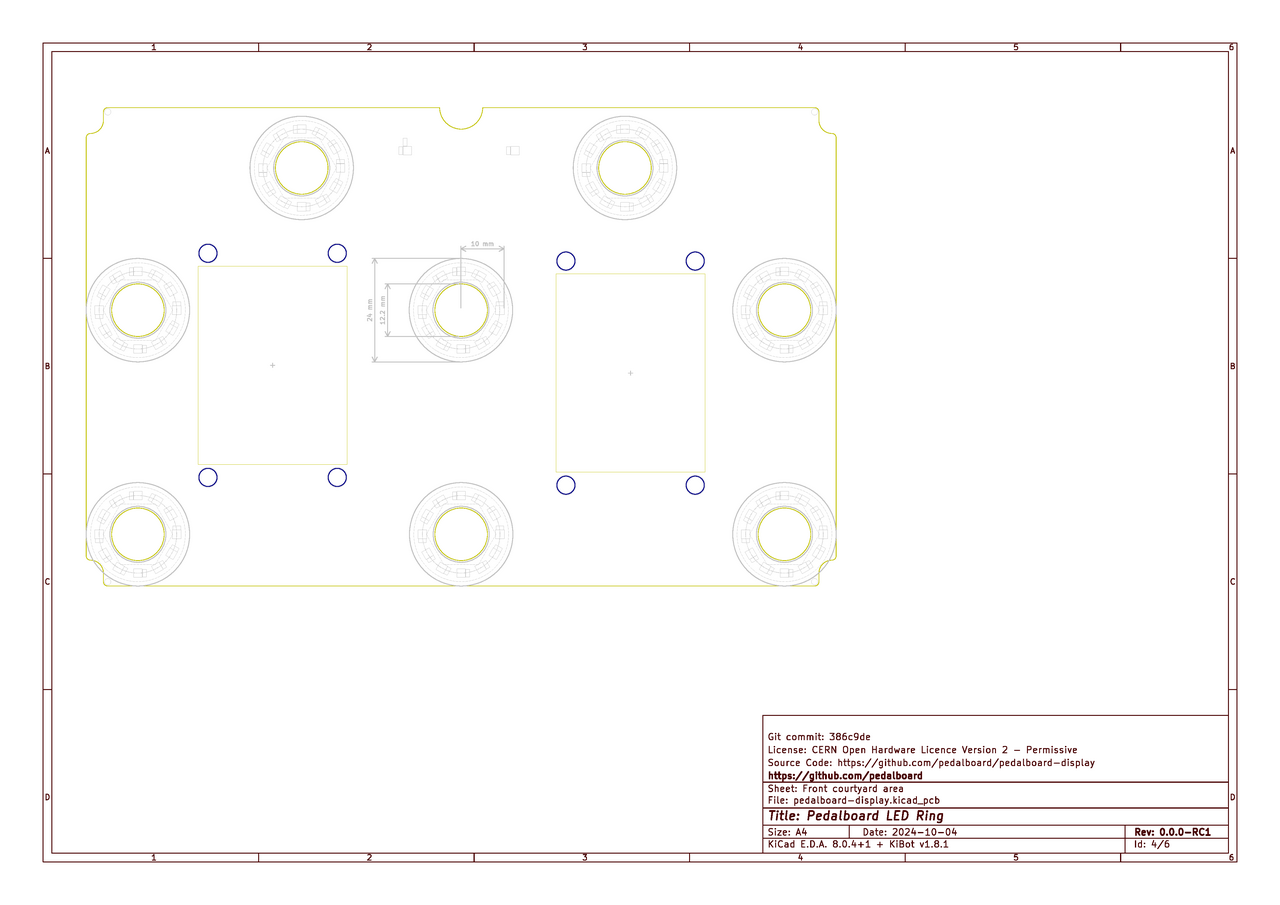 1 2 3 4 5 6
A A
10 mm
24 mm
12.2 mm
B B
C C
Git commit: 386c9de
License: CERN Open Hardware Licence Version 2 - Permissive
Source Code: https://github.com/pedalboard/pedalboard-display
https://github.com/pedalboard
Sheet: Front courtyard area
D D
File: pedalboard-display.kicad_pcb
Title: Pedalboard LED Ring
Size: A4 Date: 2024-10-04 Rev: 0.0.0-RC1
KiCad E.D.A. 8.0.4+1 + KiBot v1.8.1 Id: 4/6
1 2 3 4 5 6